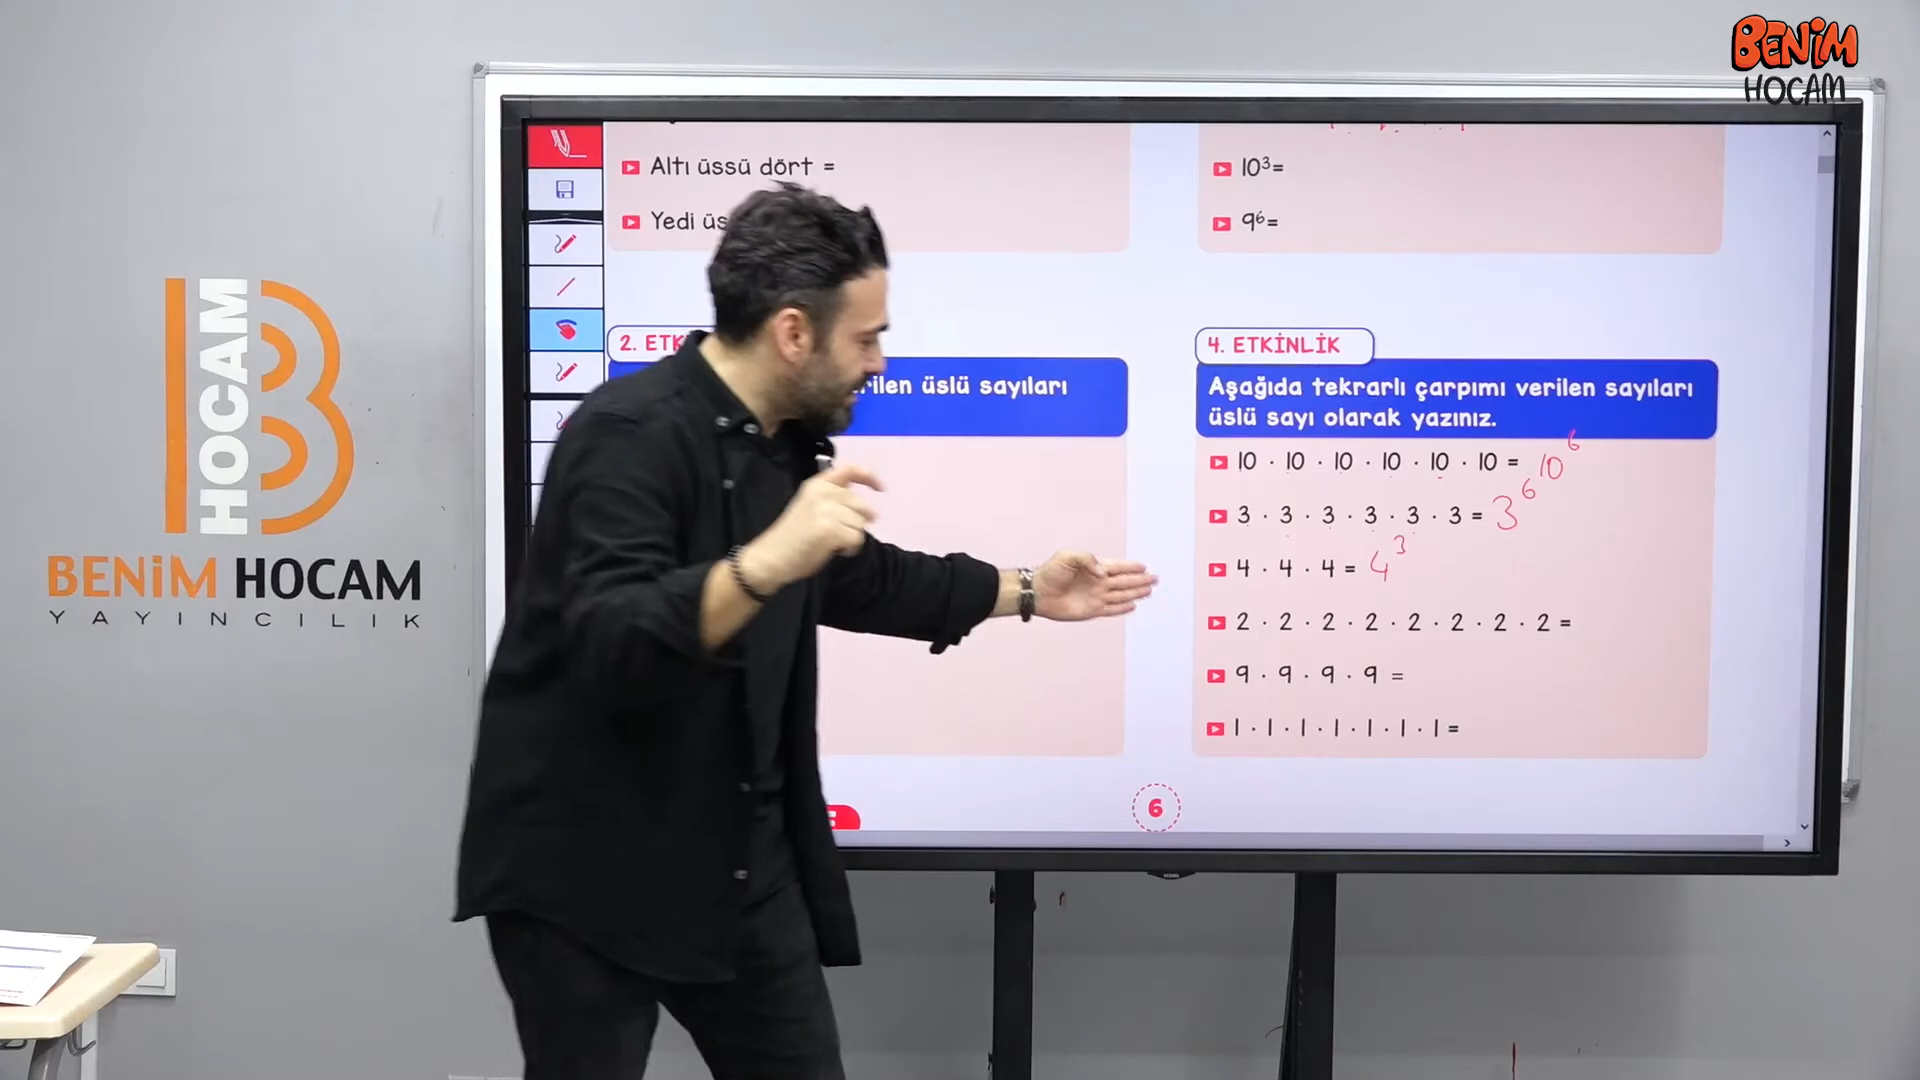 BENİM
HOCAM
HOCAM
BENİM HOCAM
YAYINCILIK
Altı üssü dört =
Yedi üs
10³=
9⁶=
2. ETK
rilen üslü sayıları
4. ETKİNLİK
Aşağıda tekrarlı çarpımı verilen sayıları
üslü sayı olarak yazınız.
10 · 10 · 10 · 10 · 10 · 10 = 10⁶
3 · 3 · 3 · 3 · 3 · 3 = 3⁶
4 · 4 · 4 = 4³
2 · 2 · 2 · 2 · 2 · 2 · 2 · 2 =
9 · 9 · 9 · 9 =
1 · 1 · 1 · 1 · 1 · 1 · 1 =
6